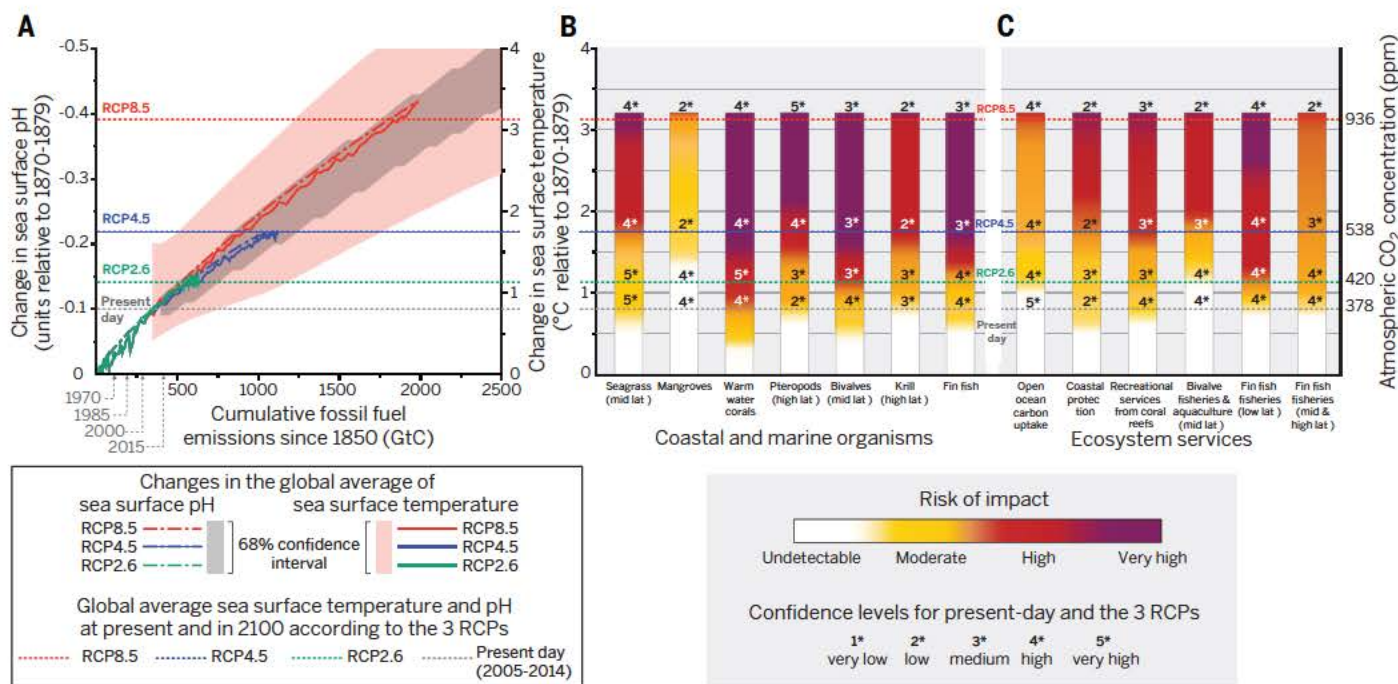 A
Change in sea surface pH
(units relative to 1870-1879)
-0.5
-0.4
-0.3
-0.2
-0.1
0
RCP8.5
RCP4.5
RCP2.6
Present
day
4
3
2
1
0
Change in sea surface temperature
(°C relative to 1870-1879)
500
1000
1500
2000
2500
1970
1985
2000
2015
Cumulative fossil fuel
emissions since 1850 (GtC)
B
4
3
2
1
0
4* 2* 4* 5* 3* 2* 3*
4* 2* 4* 4* 3* 2* 3*
5* 4* 5* 3* 3* 3* 4*
5* 4* 4* 2* 4* 3* 4*
Seagrass
(mid lat )
Mangroves
Warm
water
corals
Pteropods
(high lat )
Bivalves
(mid lat )
Krill
(high lat )
Fin fish
Coastal and marine organisms
C
RCP8.5
RCP4.5
RCP2.6
Present
day
4* 2* 3* 2* 4* 2*
4* 2* 3* 3* 4* 3*
4* 3* 3* 4* 4* 4*
5* 2* 4* 4* 4* 4*
Open
ocean
carbon
uptake
Coastal
protec
tion
Recreational
services
from coral
reefs
Bivalve
fisheries &
aquaculture
(mid lat)
Fin fish
fisheries
(low lat )
Fin fish
fisheries
(mid &
high lat )
Ecosystem services
936
538
420
378
Atmospheric CO2 concentration (ppm)
Changes in the global average of
sea surface pH sea surface temperature
RCP8.5 RCP8.5
RCP4.5 68% confidence RCP4.5
RCP2.6 interval RCP2.6
Global average sea surface temperature and pH
at present and in 2100 according to the 3 RCPs
RCP8.5 RCP4.5 RCP2.6 Present day
(2005-2014)
Risk of impact
Undetectable Moderate High Very high
Confidence levels for present-day and the 3 RCPs
1* 2* 3* 4* 5*
very low low medium high very high